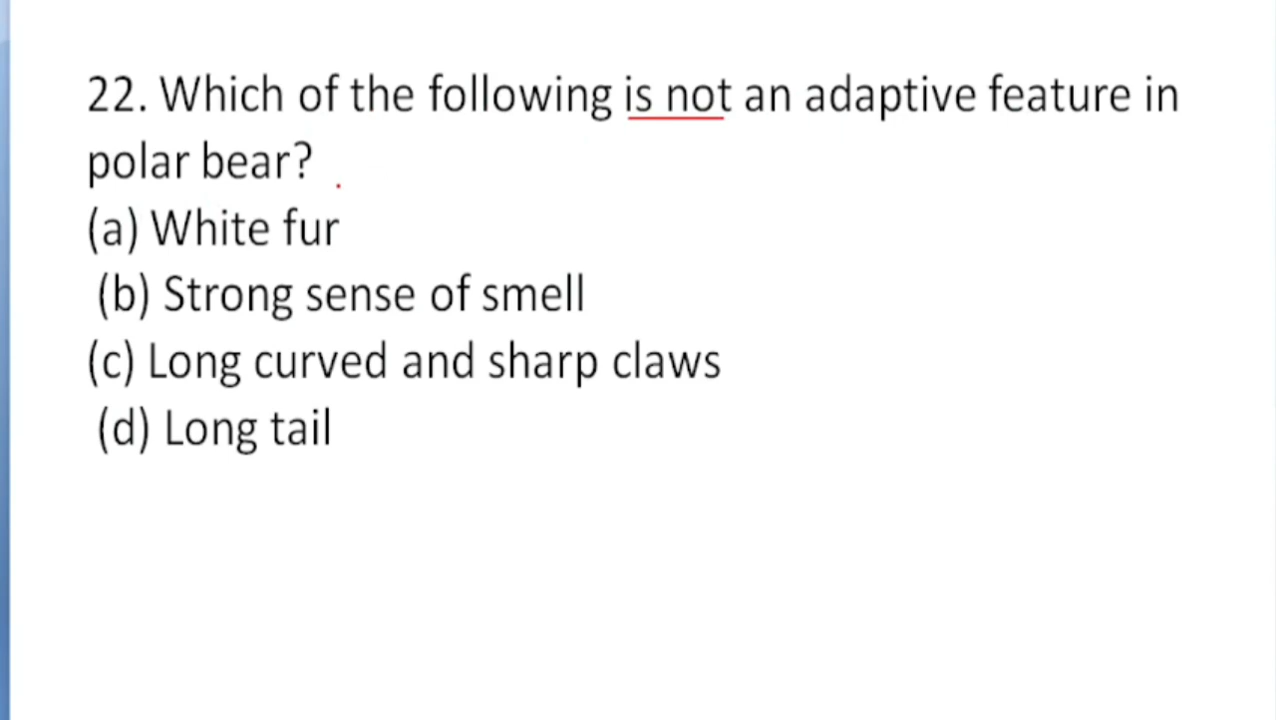 22. Which of the following is not an adaptive feature in
polar bear?
(a) White fur
(b) Strong sense of smell
(c) Long curved and sharp claws
(d) Long tail